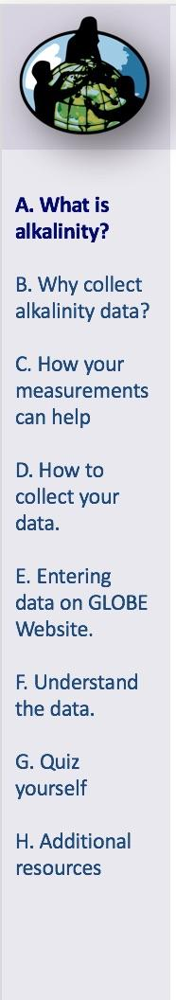 A. What is
alkalinity?
B. Why collect
alkalinity data?
C. How your
measurements
can help
D. How to
collect your
data.
E. Entering
data on GLOBE
Website.
F. Understand
the data.
G. Quiz
yourself
H. Additional
resources